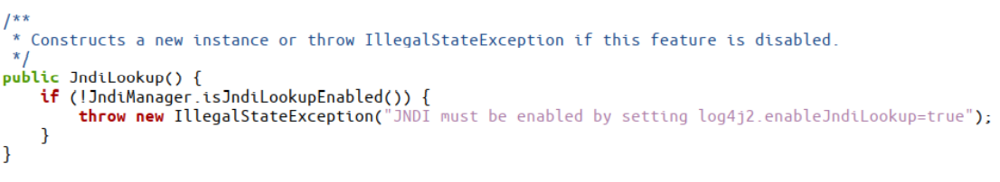 /**
 * Constructs a new instance or throw IllegalStateException if this feature is disabled.
 */
public JndiLookup() {
    if (!JndiManager.isJndiLookupEnabled()) {
        throw new IllegalStateException("JNDI must be enabled by setting log4j2.enableJndiLookup=true");
    }
}